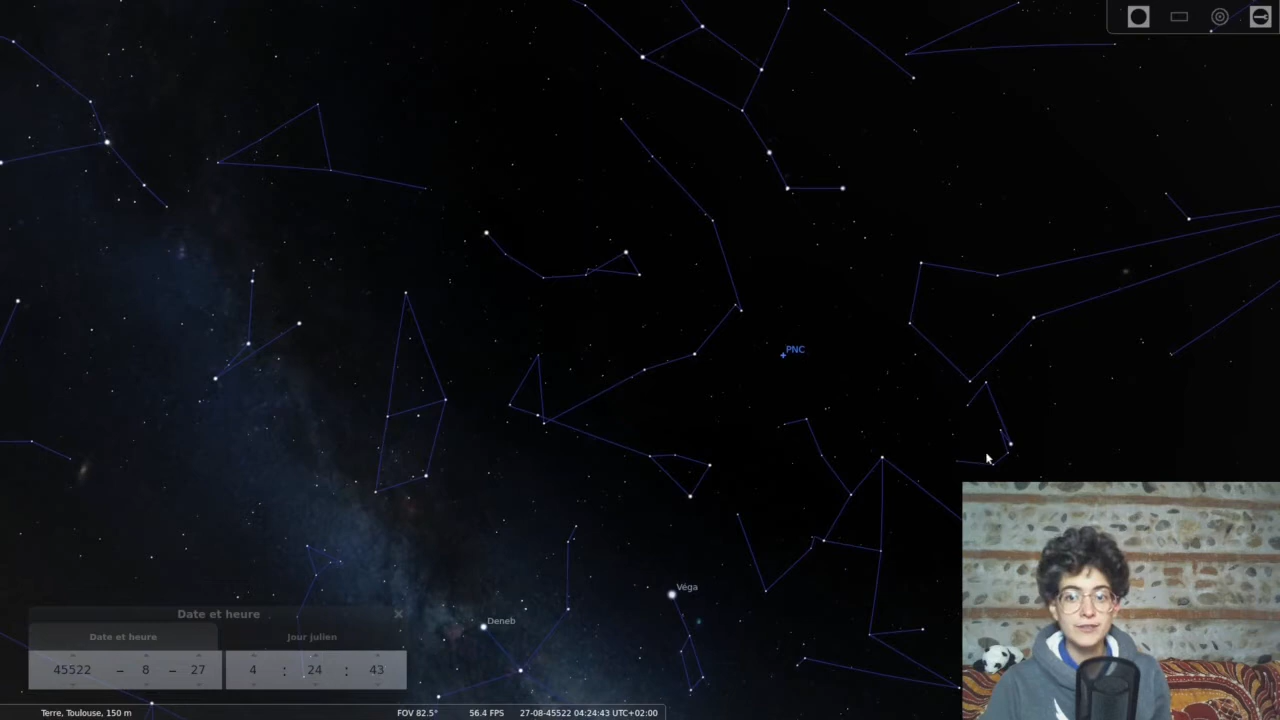 PNC
Véga
Deneb
Date et heure
Date et heure
Jour julien
45522 – 8 – 27
4 : 24 : 43
Terre, Toulouse, 150 m
FOV 82.5°
56.4 FPS
27-08-45522 04:24:43 UTC+02:00